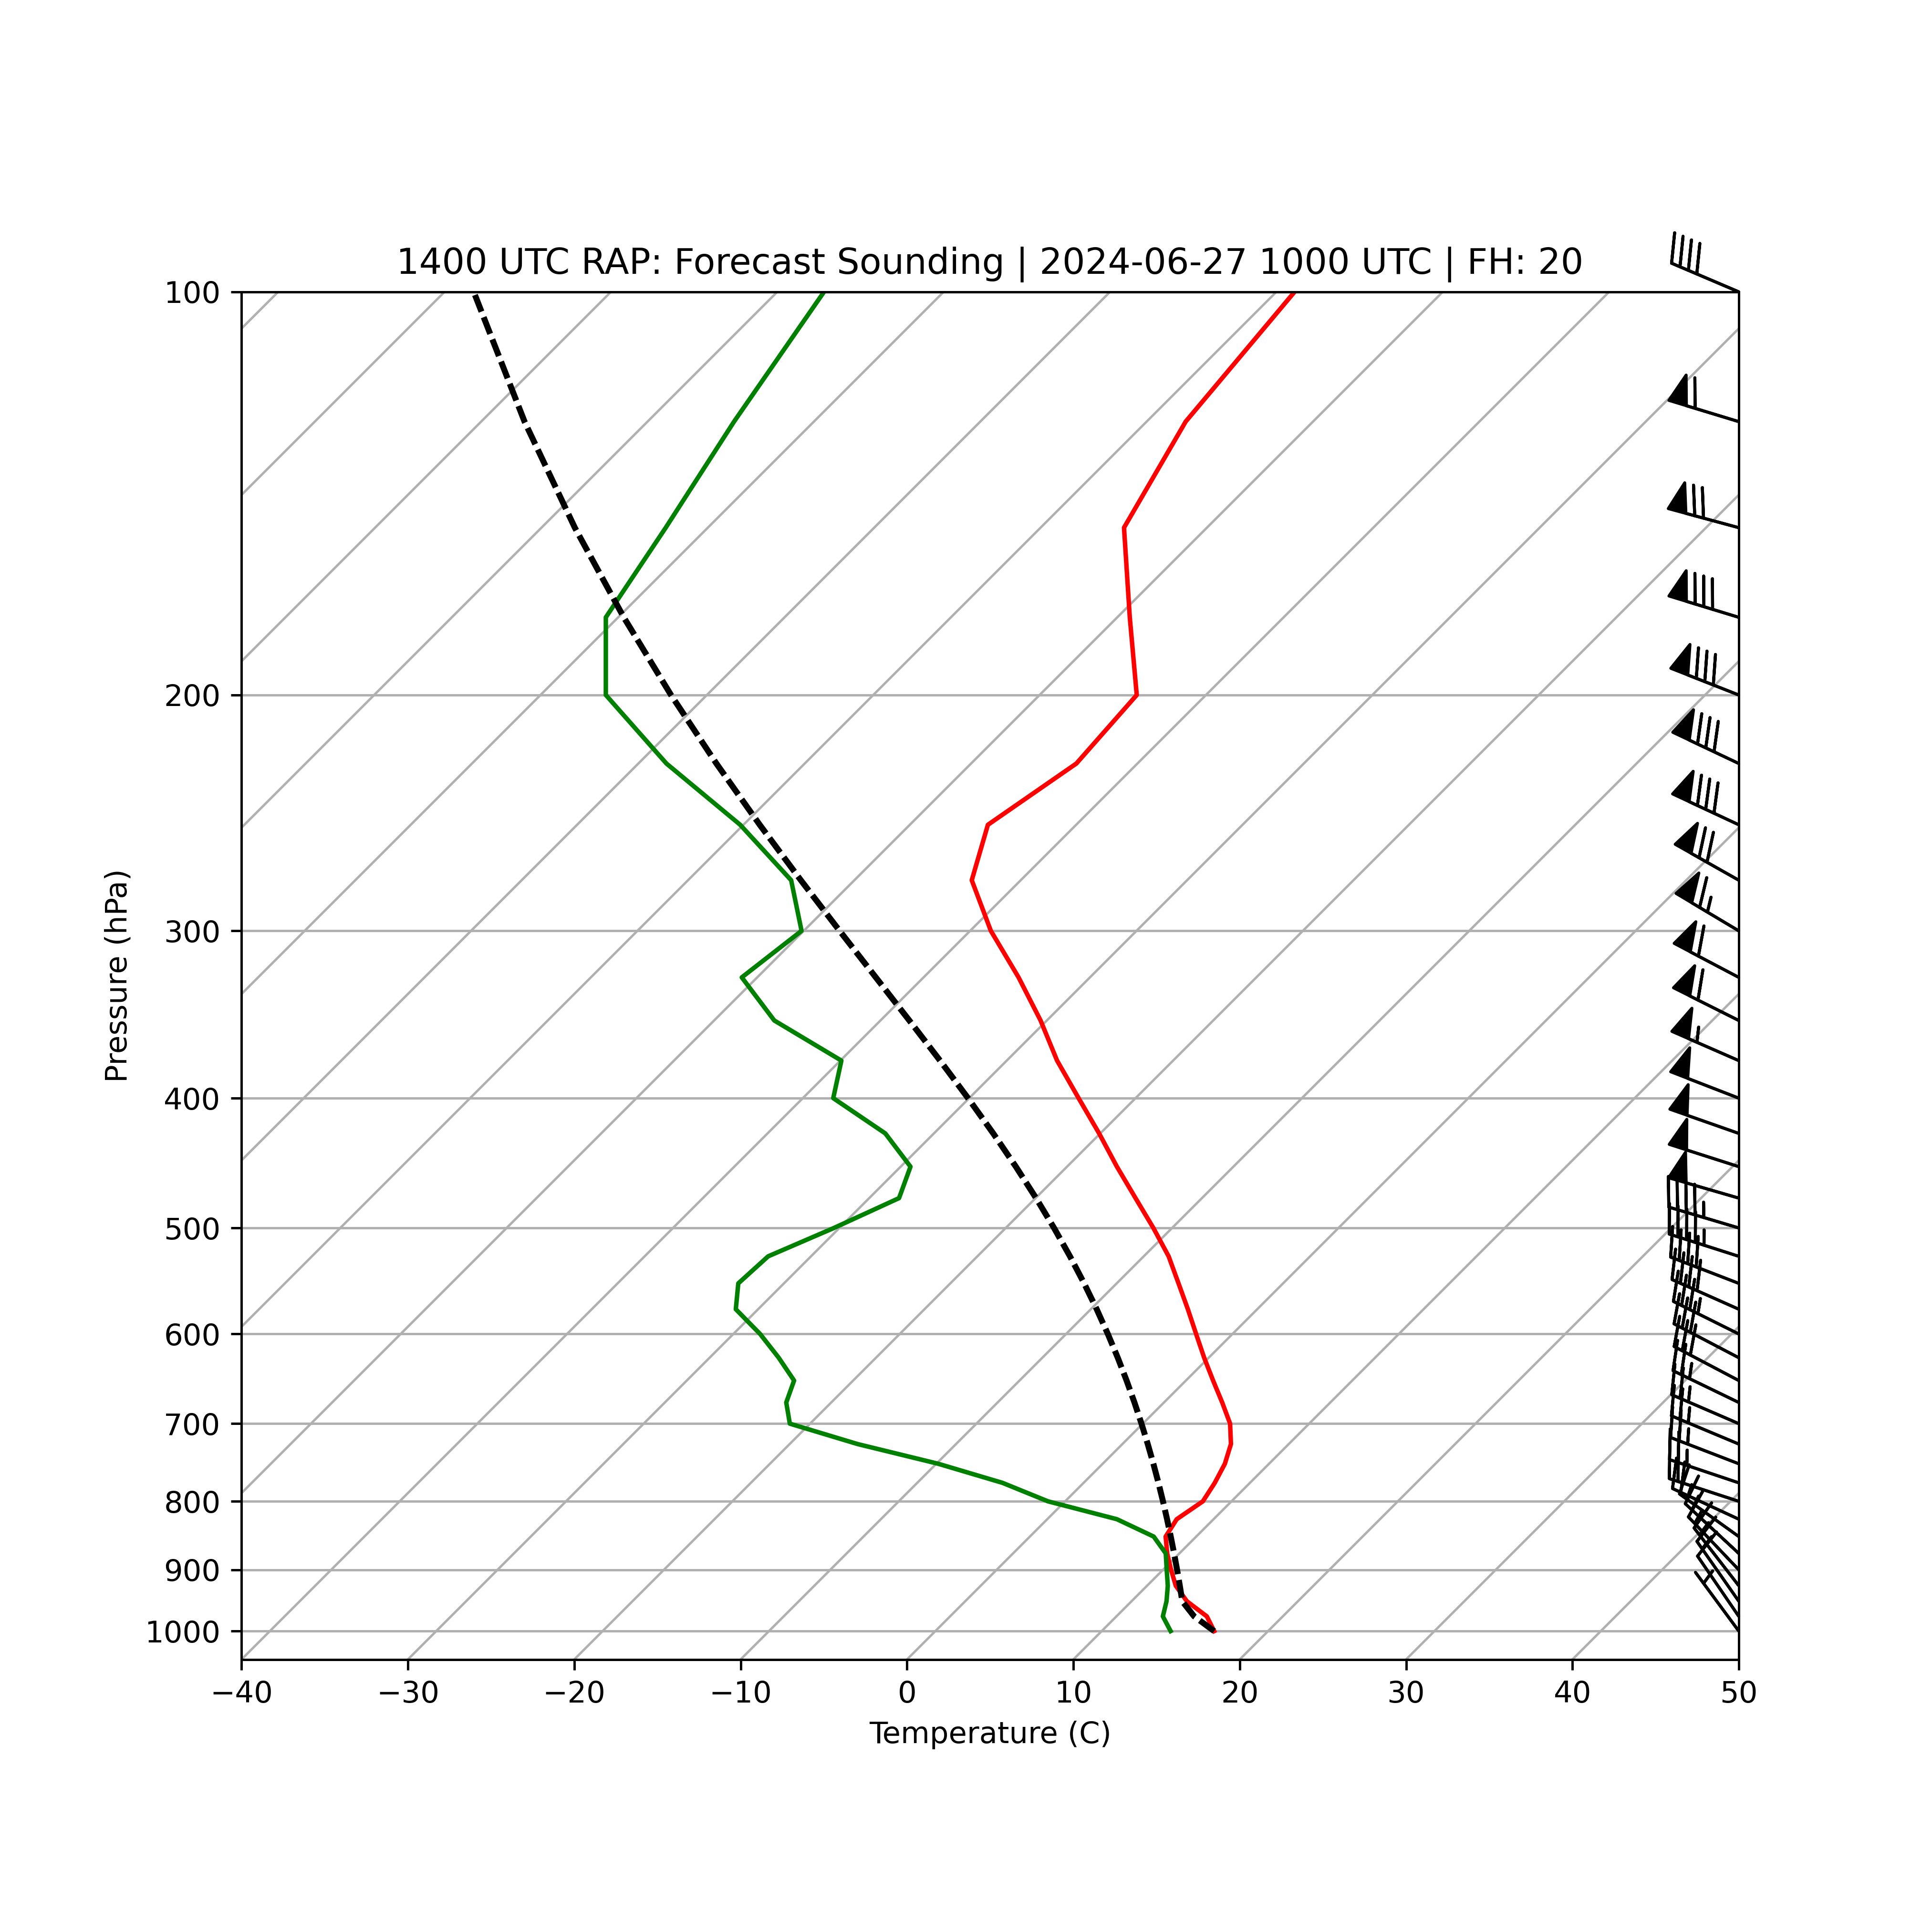 1400 UTC RAP: Forecast Sounding | 2024-06-27 1000 UTC | FH: 20
100
200
300
400
500
600
700
800
900
1000
Pressure (hPa)
−40 −30 −20 −10 0 10 20 30 40 50
Temperature (C)